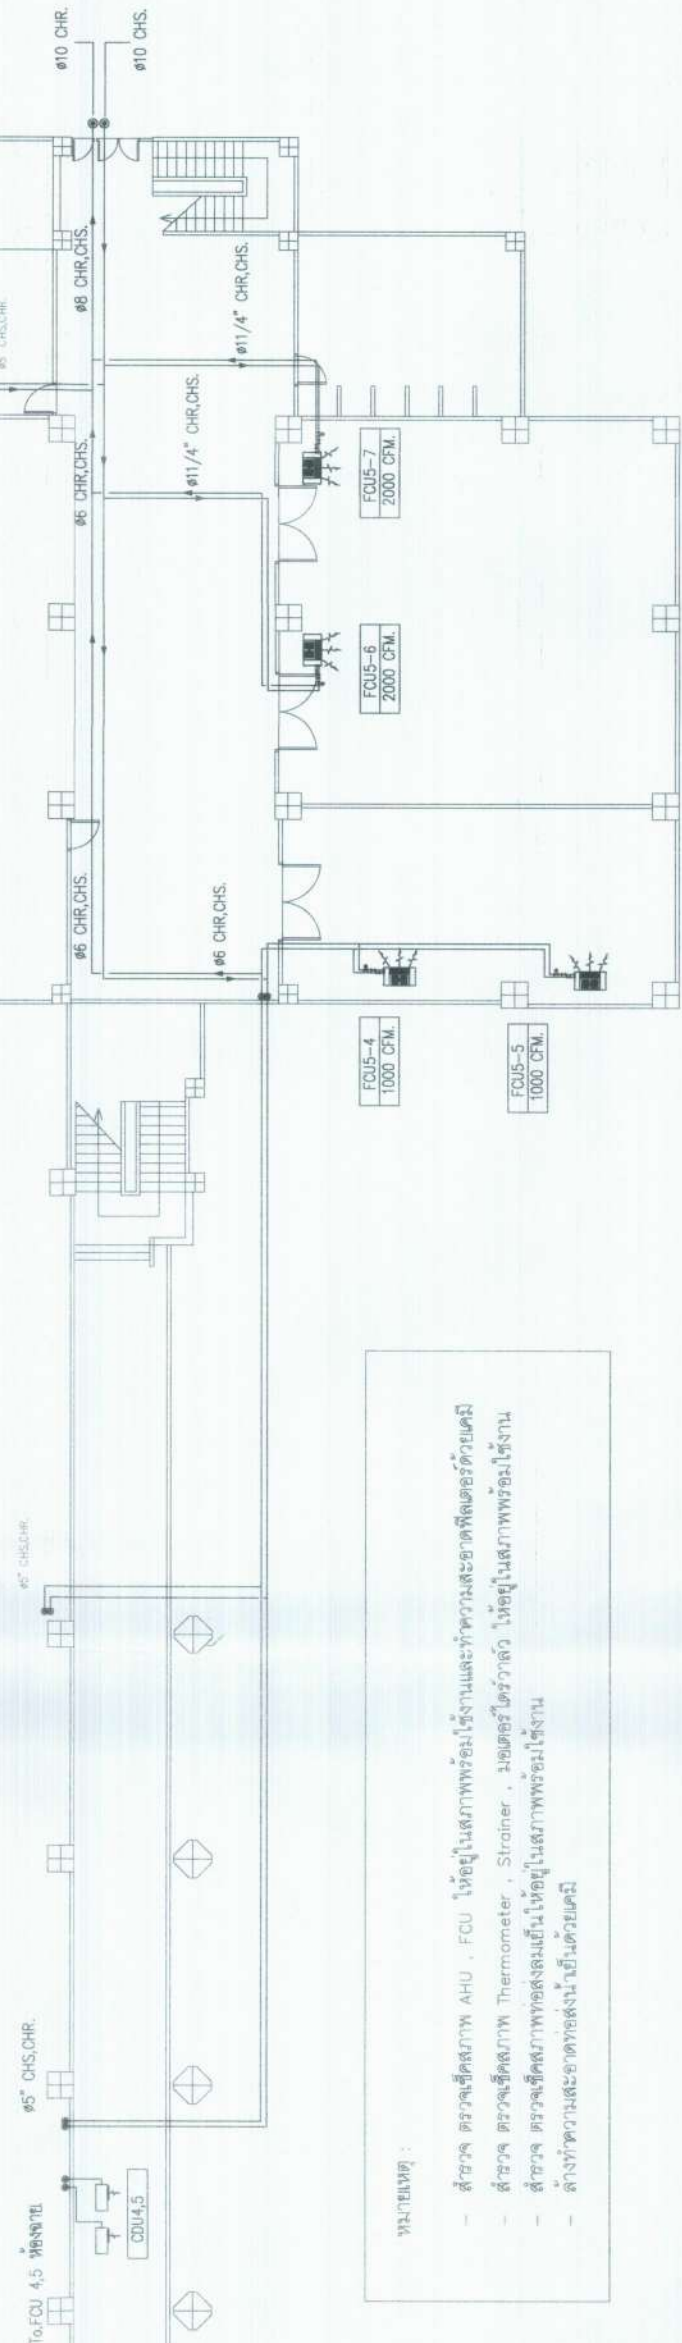 ø10 CHR.
ø10 CHS.
ø8 CHR,CHS.
ø11/4" CHR,CHS.
ø6 CHR,CHS.
ø11/4" CHR,CHS.
FCU5-7
2000 CFM.
FCU5-6
2000 CFM.
ø6 CHR,CHS.
ø6 CHR,CHS.
FCU5-4
1000 CFM.
FCU5-5
1000 CFM.
ø5" CHS,CHR.
ø5" CHS,CHR.
To.FCU 4,5 ห้องฉาย
CDU4,5
หมายเหตุ :
- สำรวจ ตรวจเช็คสภาพ AHU , FCU ให้อยู่ในสภาพพร้อมใช้งานและทำความสะอาดฟิลเตอร์ด้วยเคมี
- สำรวจ ตรวจเช็คสภาพ Thermometer , Strainer , มอเตอร์ไดร์วาล์ว ให้อยู่ในสภาพพร้อมใช้งาน
- สำรวจ ตรวจเช็คสภาพท่อส่งลมเย็นให้อยู่ในสภาพพร้อมใช้งาน
- ล้างทำความสะอาดท่อส่งน้ำเย็นด้วยเคมี